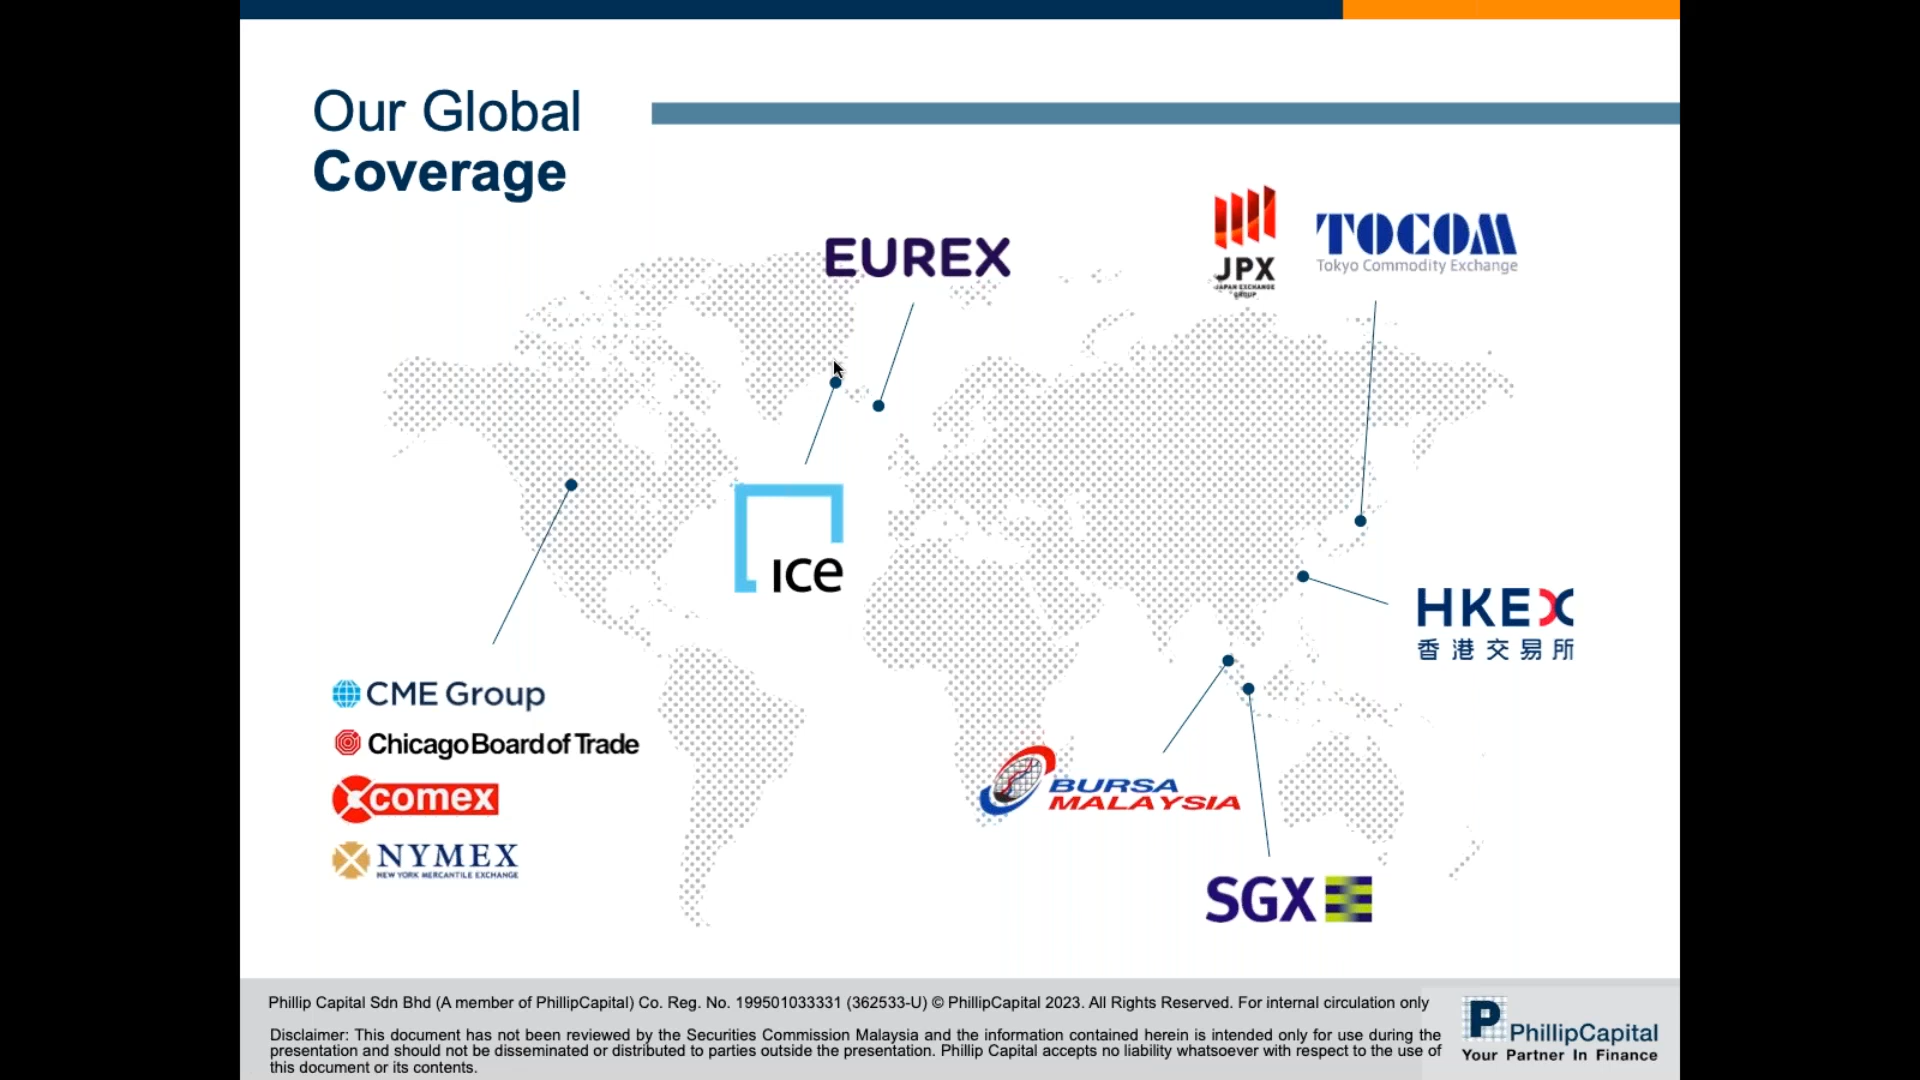 Our Global
Coverage
EUREX
JPX
JAPAN EXCHANGE
GROUP
TOCOM
Tokyo Commodity Exchange
ICE
HKEX
香港交易所
CME Group
Chicago Board of Trade
comex
NYMEX
NEW YORK MERCANTILE EXCHANGE
BURSA
MALAYSIA
SGX
Phillip Capital Sdn Bhd (A member of PhillipCapital) Co. Reg. No. 199501033331 (362533-U) © PhillipCapital 2023. All Rights Reserved. For internal circulation only
Disclaimer: This document has not been reviewed by the Securities Commission Malaysia and the information contained herein is intended only for use during the
presentation and should not be disseminated or distributed to parties outside the presentation. Phillip Capital accepts no liability whatsoever with respect to the use of
this document or its contents.
P
PhillipCapital
Your Partner In Finance